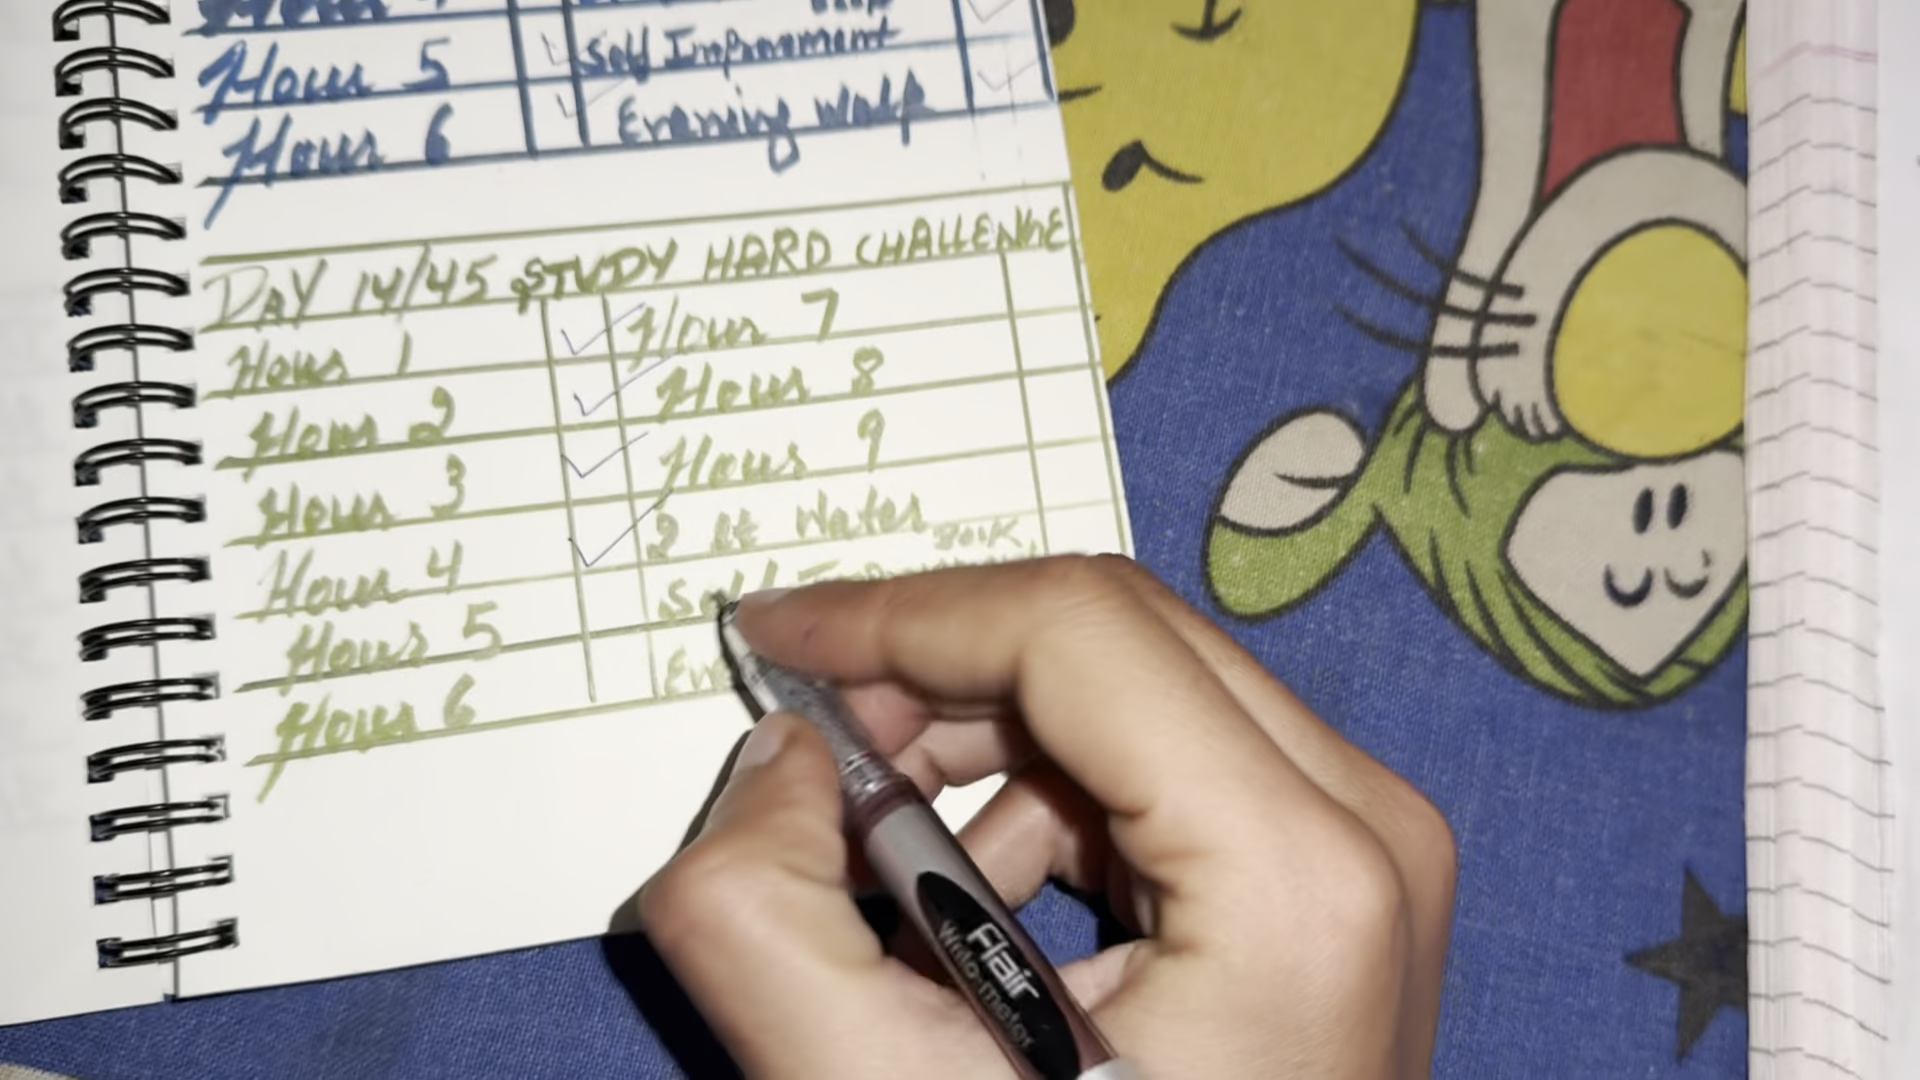 Hour 5 Self Improvement
Hour 6 Evening Walk
DAY 14/45 STUDY HARD CHALLENGE
Hour 1 Hour 7
Hour 2 Hour 8
Hour 3 Hour 9
Hour 4 2 lt Water
BOOK
Hour 5 Self
Hour 6
Flair
Writo-meter